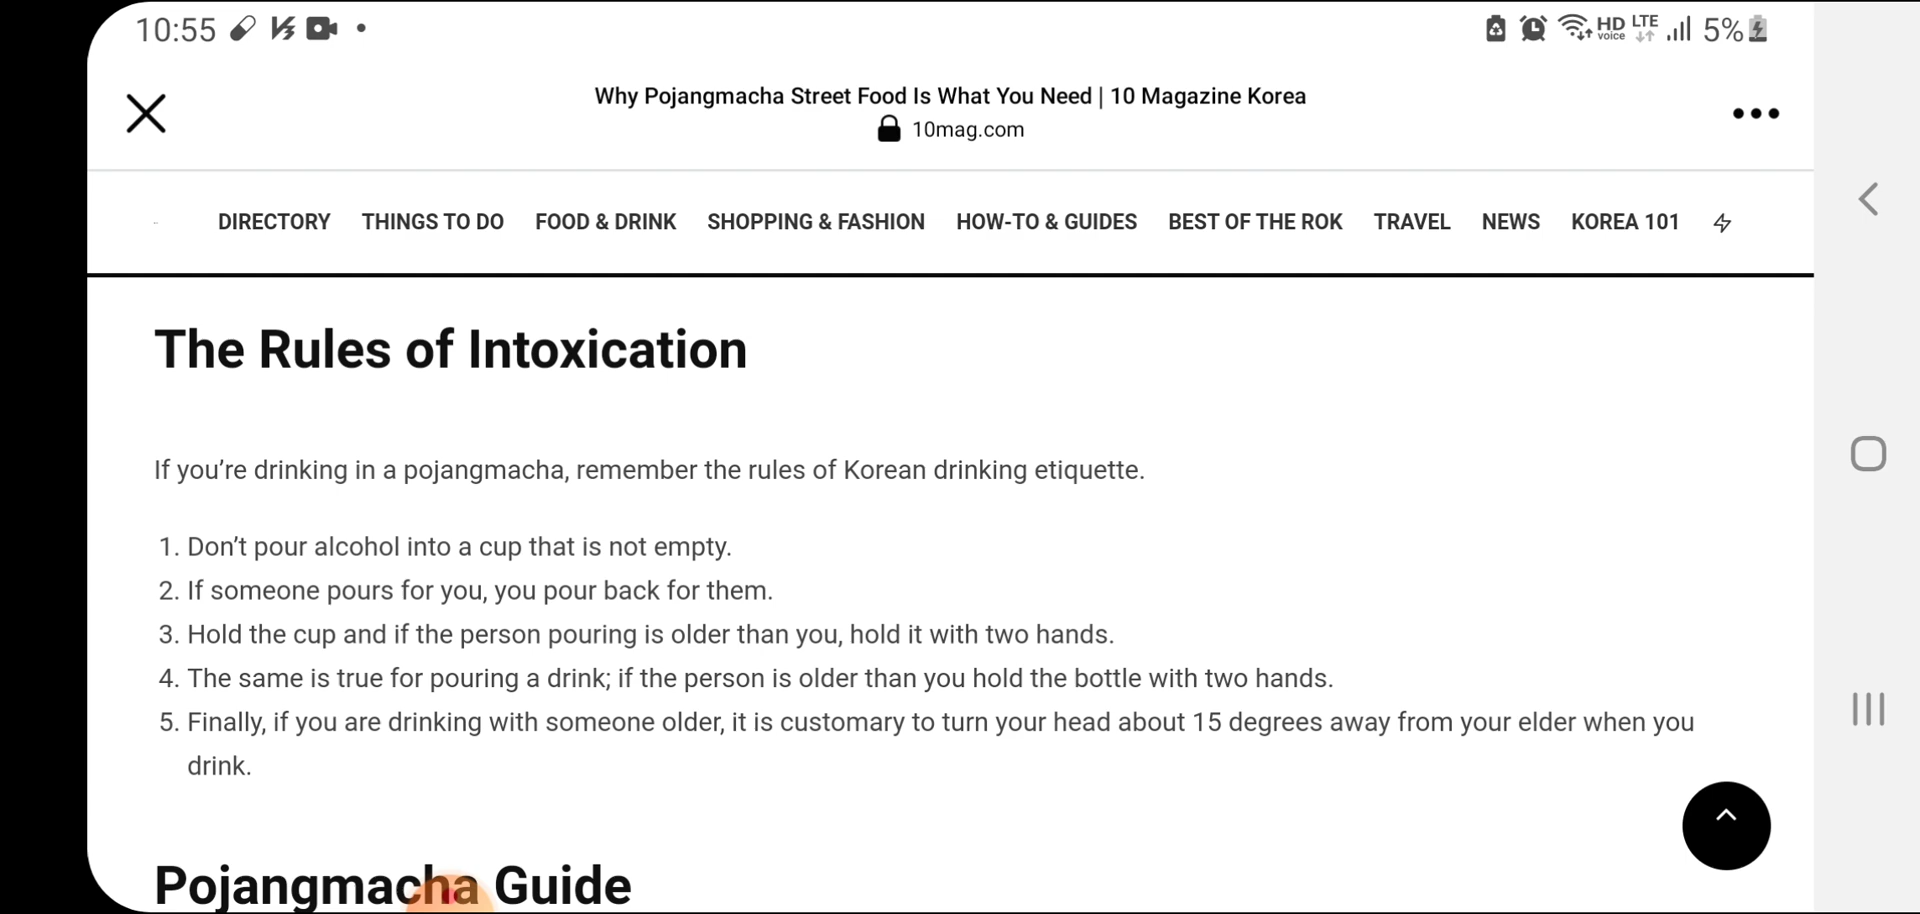 10:55
HD voice LTE 5%
Why Pojangmacha Street Food Is What You Need | 10 Magazine Korea
10mag.com
DIRECTORY THINGS TO DO FOOD & DRINK SHOPPING & FASHION HOW-TO & GUIDES BEST OF THE ROK TRAVEL NEWS KOREA 101
The Rules of Intoxication
If you’re drinking in a pojangmacha, remember the rules of Korean drinking etiquette.
1. Don’t pour alcohol into a cup that is not empty.
2. If someone pours for you, you pour back for them.
3. Hold the cup and if the person pouring is older than you, hold it with two hands.
4. The same is true for pouring a drink; if the person is older than you hold the bottle with two hands.
5. Finally, if you are drinking with someone older, it is customary to turn your head about 15 degrees away from your elder when you
drink.
Pojangmacha Guide